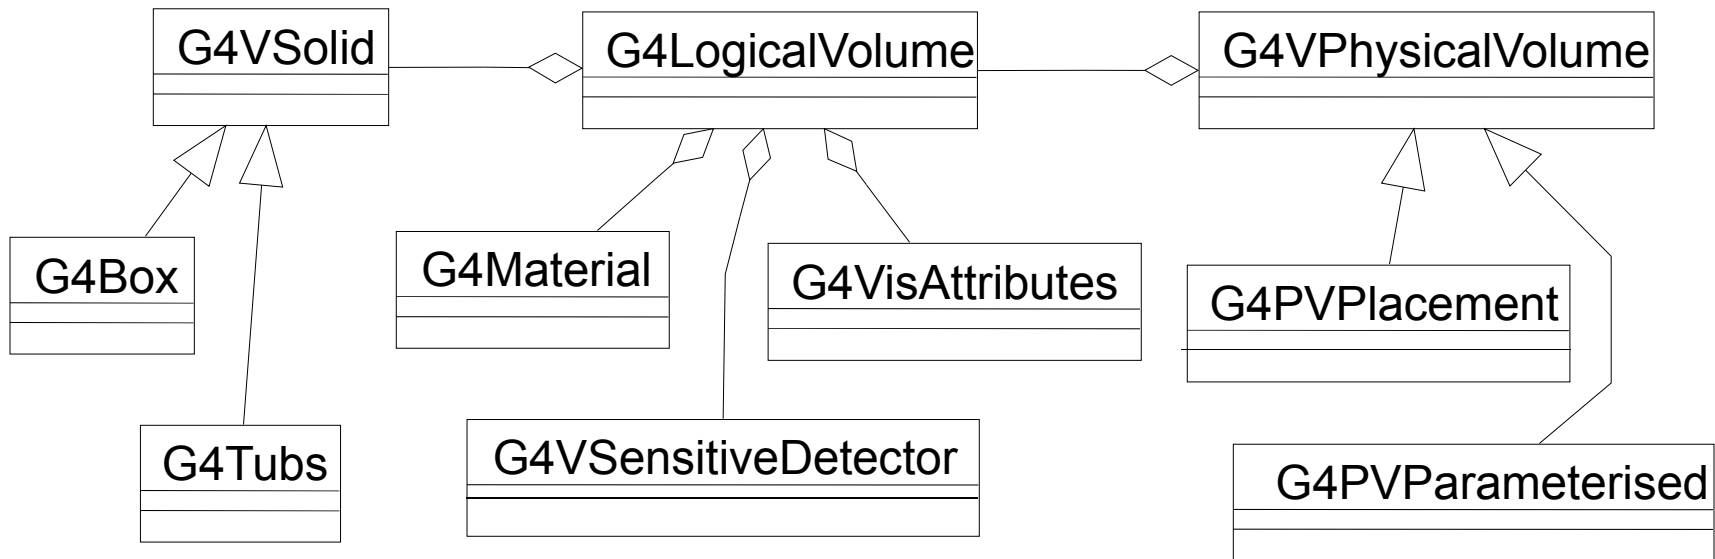 G4VSolid
G4LogicalVolume
G4VPhysicalVolume
G4Box
G4Material
G4VisAttributes
G4PVPlacement
G4Tubs
G4VSensitiveDetector
G4PVParameterised